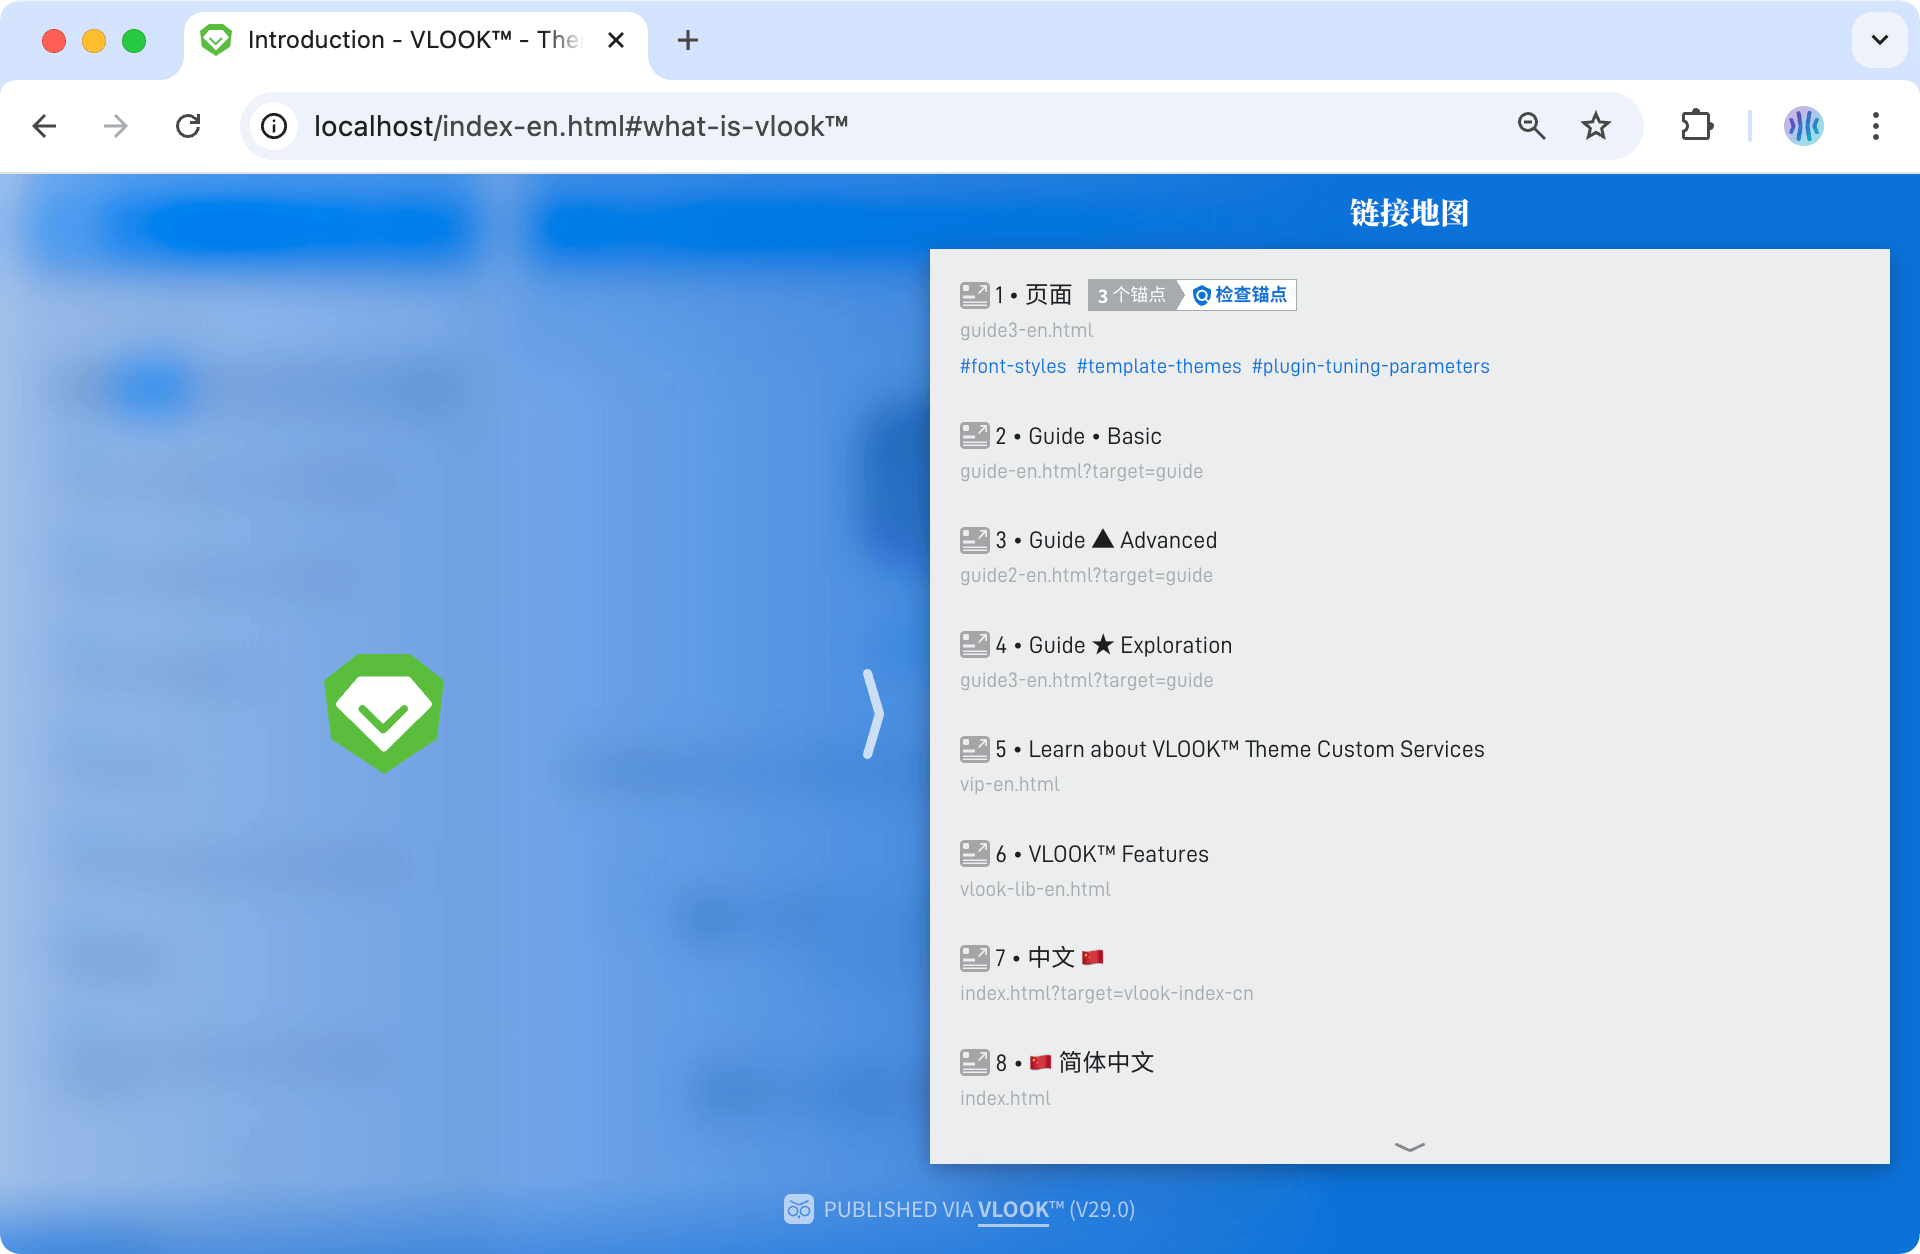 Introduction - VLOOK™ - The
localhost/index-en.html#what-is-vlook™
链接地图
1 • 页面 3 个锚点 检查锚点
guide3-en.html
#font-styles #template-themes #plugin-tuning-parameters
2 • Guide • Basic
guide-en.html?target=guide
3 • Guide ▲ Advanced
guide2-en.html?target=guide
4 • Guide ★ Exploration
guide3-en.html?target=guide
5 • Learn about VLOOK™ Theme Custom Services
vip-en.html
6 • VLOOK™ Features
vlook-lib-en.html
7 • 中文 🇨🇳
index.html?target=vlook-index-cn
8 • 🇨🇳 简体中文
index.html
PUBLISHED VIA VLOOK™ (V29.0)